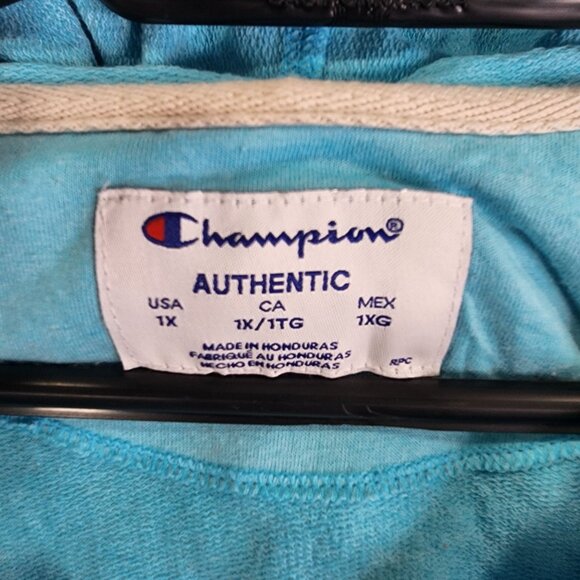 Champion®
AUTHENTIC
USA CA MEX
1X 1X/1TG 1XG
MADE IN HONDURAS
FABRIQUÉ AU HONDURAS
HECHO EN HONDURAS
RPC